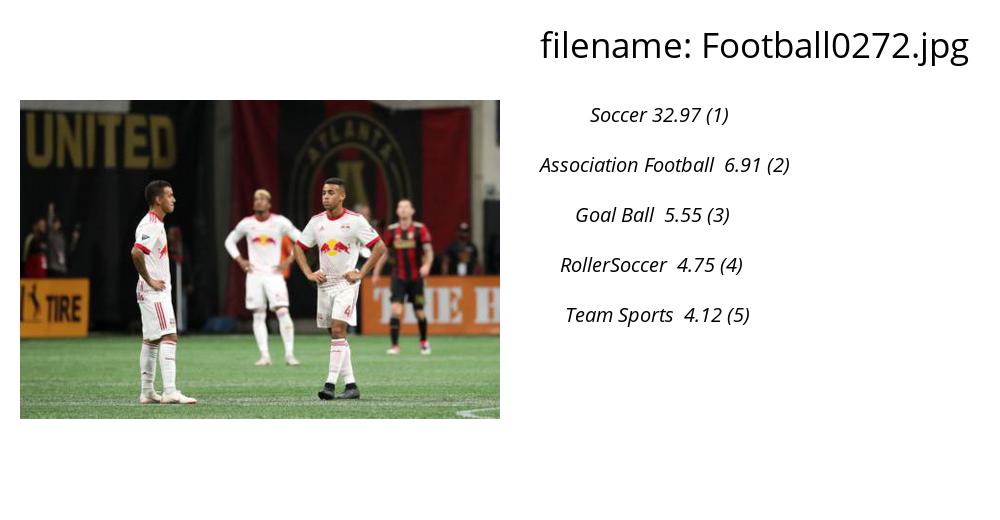 filename: Football0272.jpg
Soccer 32.97 (1)
Association Football 6.91 (2)
Goal Ball 5.55 (3)
RollerSoccer 4.75 (4)
Team Sports 4.12 (5)
UNITED
ATLANTA
TIRE
THE H
4